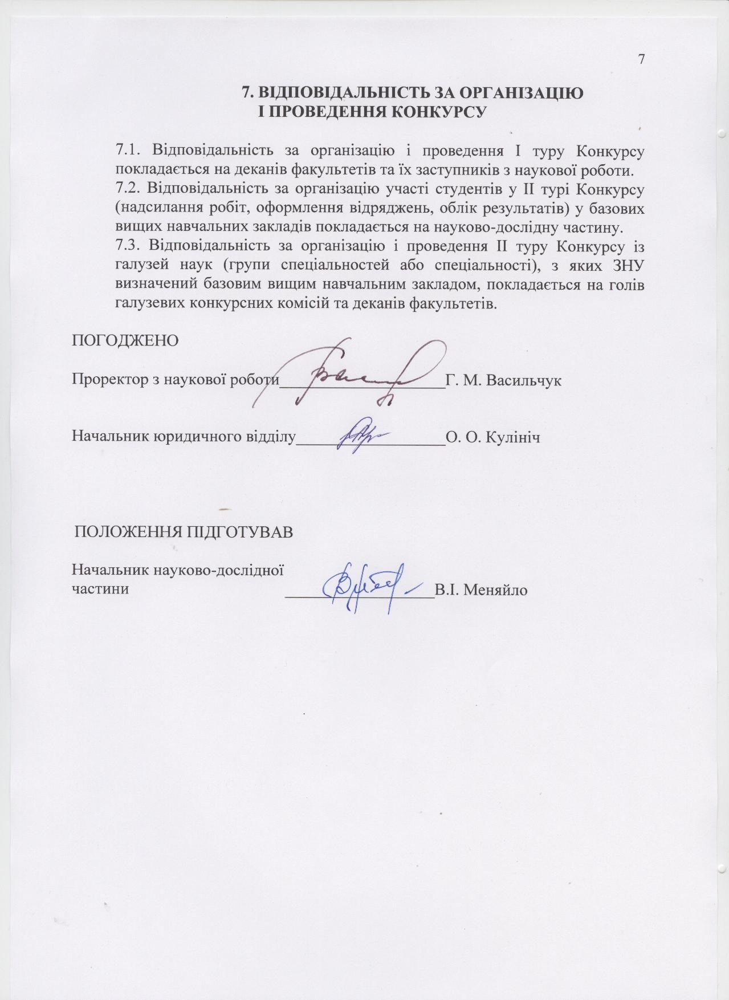 7
7. ВІДПОВІДАЛЬНІСТЬ ЗА ОРГАНІЗАЦІЮ
І ПРОВЕДЕННЯ КОНКУРСУ
7.1. Відповідальність за організацію і проведення І туру Конкурсу
покладається на деканів факультетів та їх заступників з наукової роботи.
7.2. Відповідальність за організацію участі студентів у ІІ турі Конкурсу
(надсилання робіт, оформлення відряджень, облік результатів) у базових
вищих навчальних закладів покладається на науково-дослідну частину.
7.3. Відповідальність за організацію і проведення ІІ туру Конкурсу із
галузей наук (групи спеціальностей або спеціальності), з яких ЗНУ
визначений базовим вищим навчальним закладом, покладається на голів
галузевих конкурсних комісій та деканів факультетів.
ПОГОДЖЕНО
Проректор з наукової роботи____________________Г. М. Васильчук
Начальник юридичного відділу__________________О. О. Кулініч
ПОЛОЖЕННЯ ПІДГОТУВАВ
Начальник науково-дослідної
частини __________________В.І. Меняйло